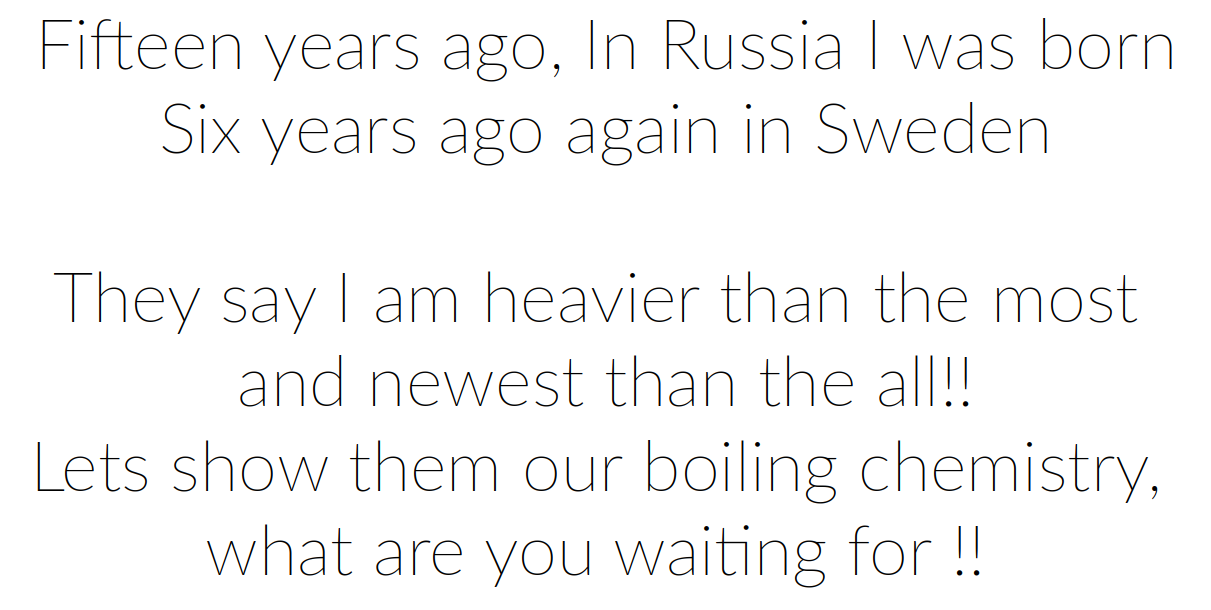 Fifteen years ago, In Russia I was born
Six years ago again in Sweden
They say I am heavier than the most
and newest than the all!!
Lets show them our boiling chemistry,
what are you waiting for !!